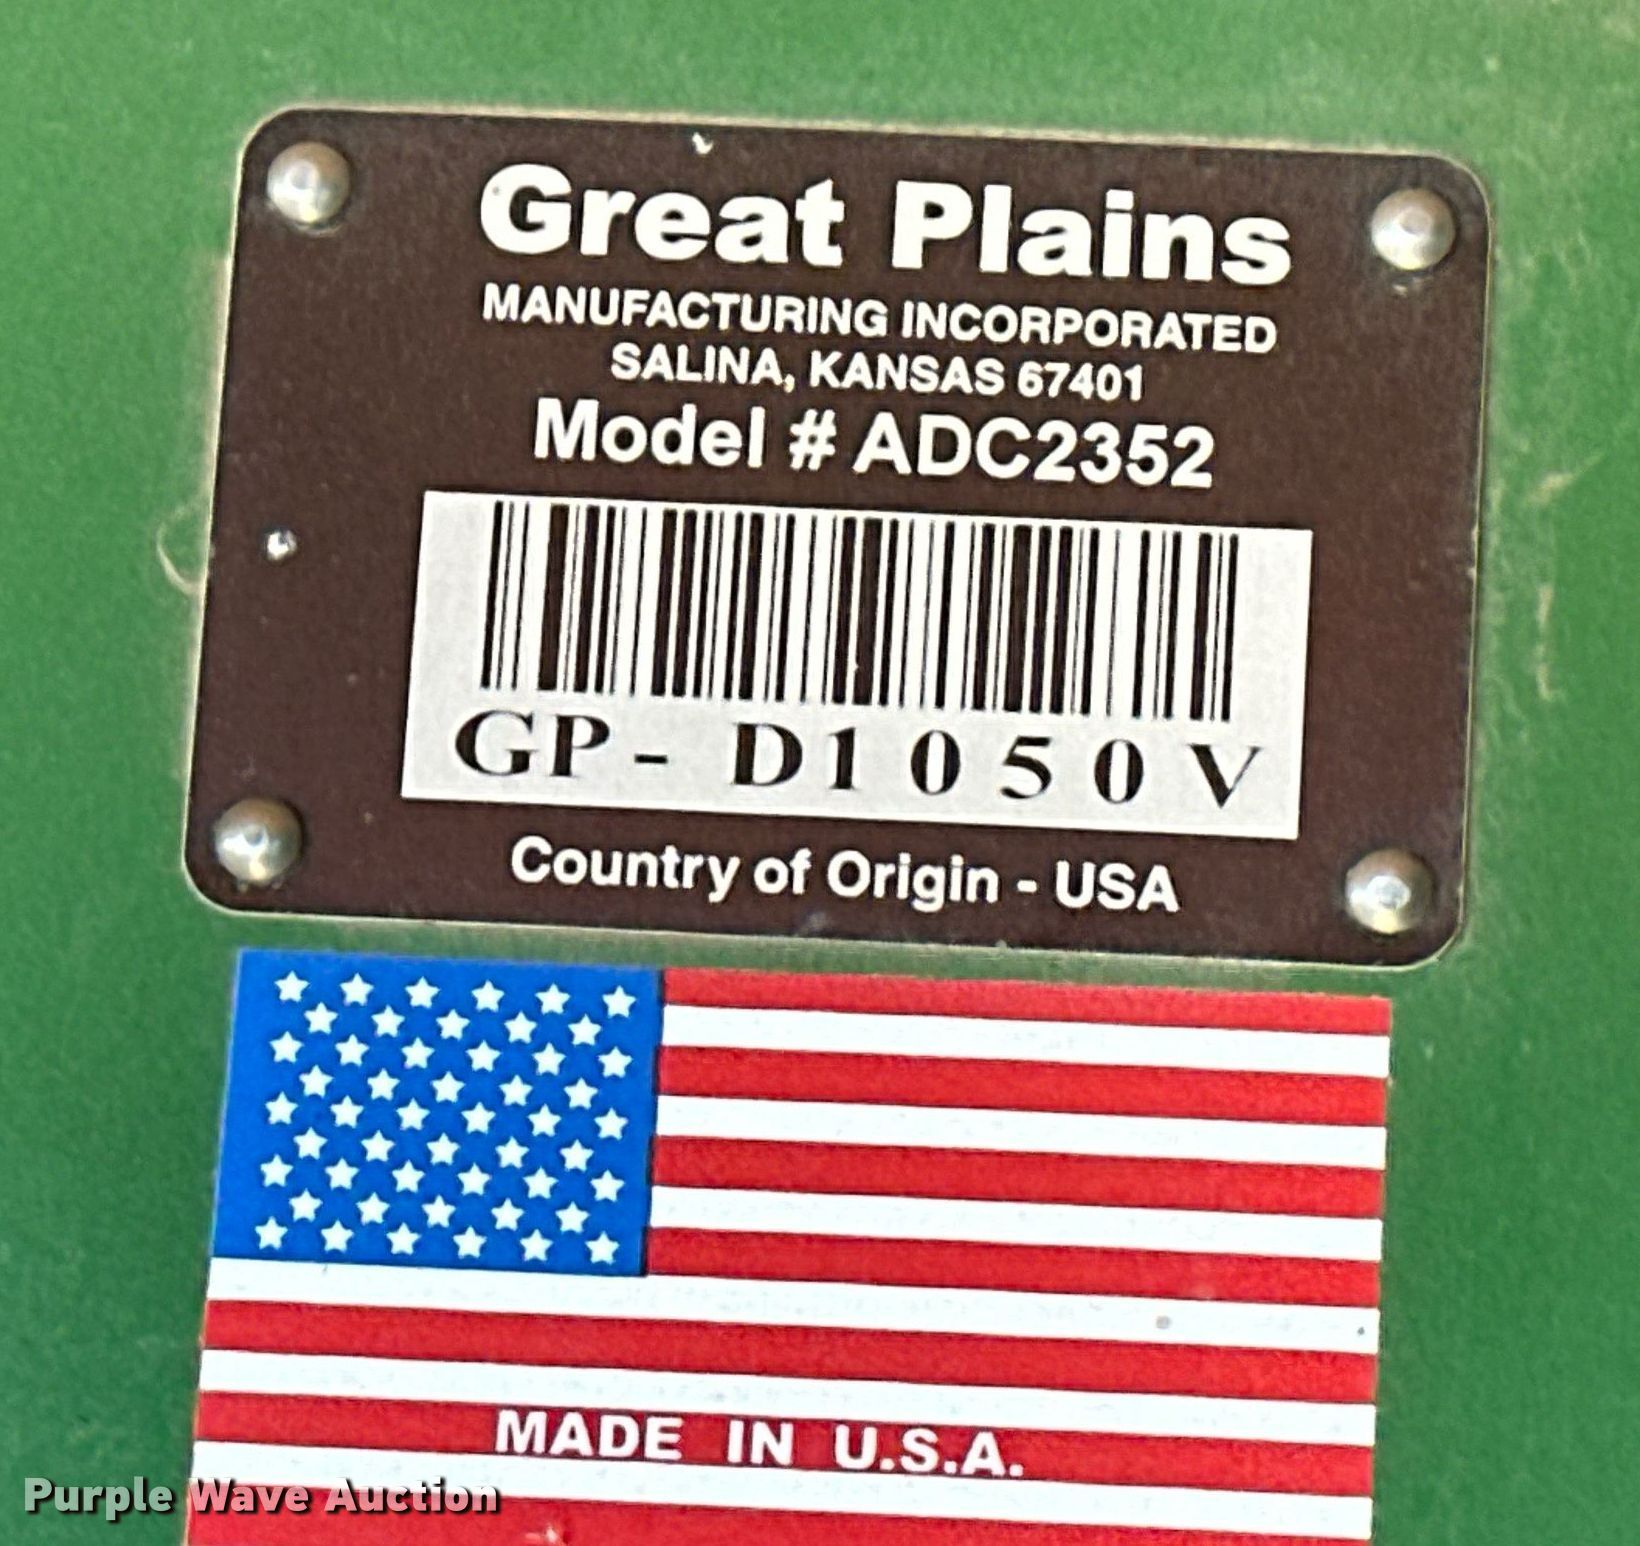 Great Plains
MANUFACTURING INCORPORATED
SALINA, KANSAS 67401
Model # ADC2352
GP- D1050V
Country of Origin - USA
MADE IN U.S.A.
Purple Wave Auction